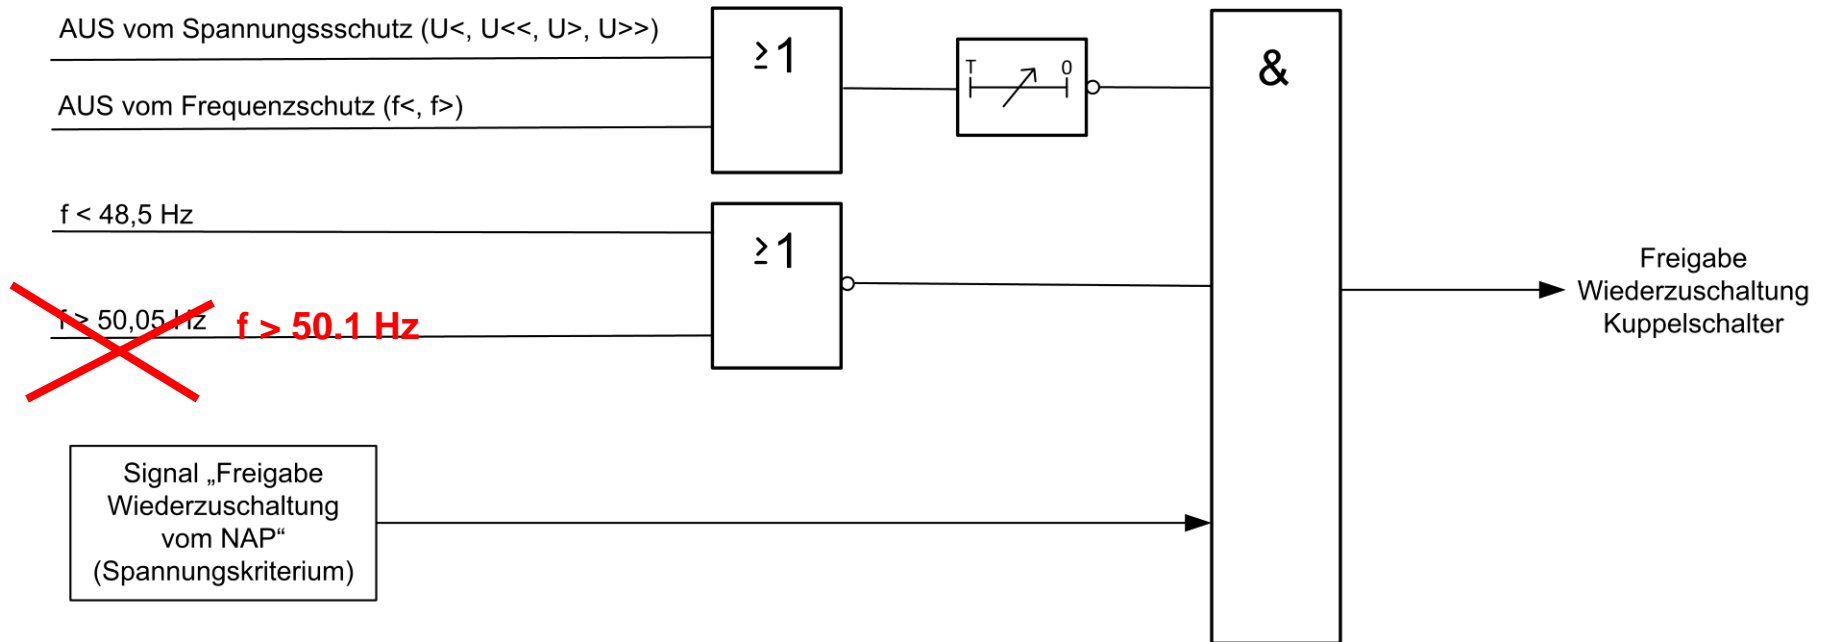 AUS vom Spannungssschutz (U<, U<<, U>, U>>)
≥1
T 0
&
AUS vom Frequenzschutz (f<, f>)
f < 48,5 Hz
≥1
f > 50,05 Hz f > 50.1 Hz
Freigabe
Wiederzuschaltung
Kuppelschalter
Signal „Freigabe
Wiederzuschaltung
vom NAP“
(Spannungskriterium)